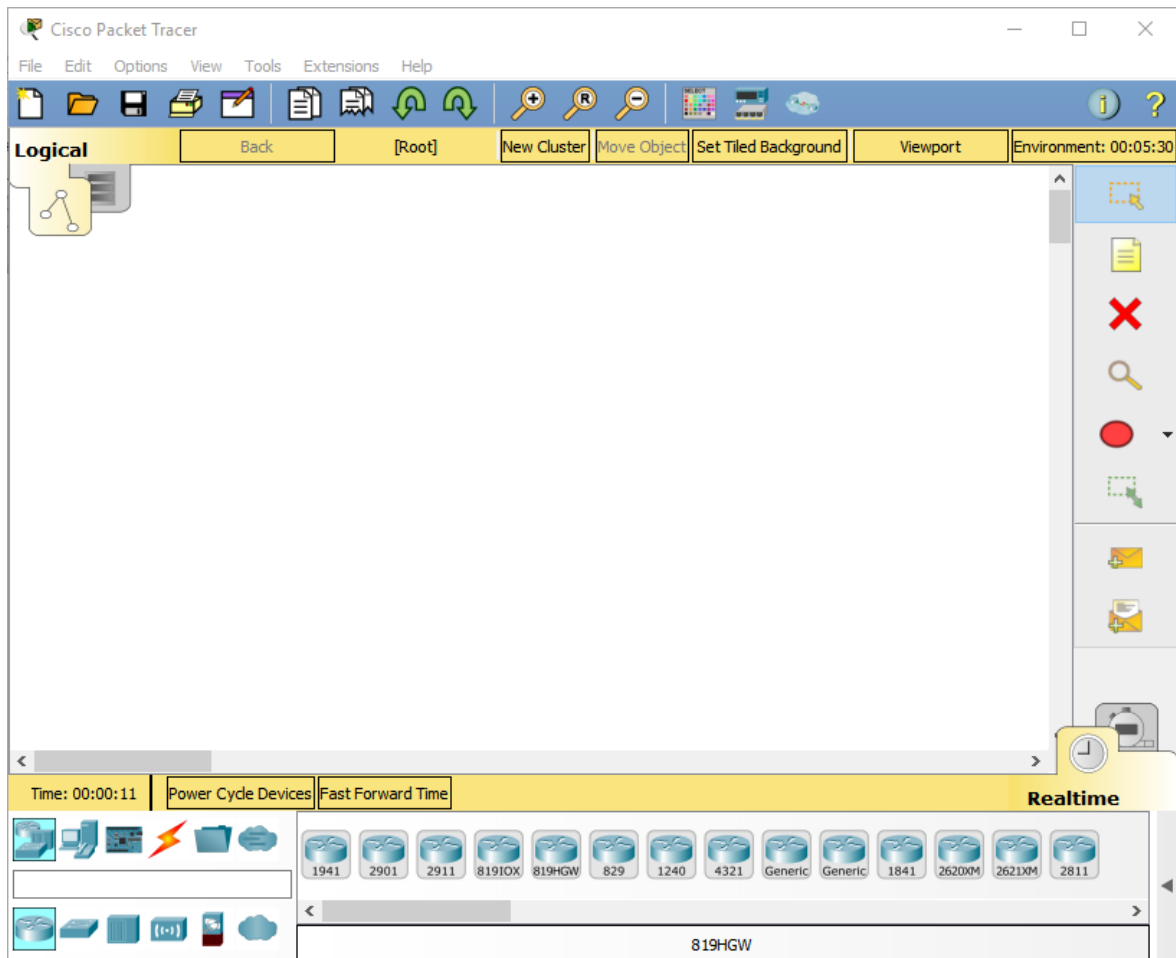 Cisco Packet Tracer
File Edit Options View Tools Extensions Help
R SELECT i ?
Logical Back [Root] New Cluster Move Object Set Tiled Background Viewport Environment: 00:05:30
Time: 00:00:11 Power Cycle Devices Fast Forward Time Realtime
1941 2901 2911 819IOX 819HGW 829 1240 4321 Generic Generic 1841 2620XM 2621XM 2811
819HGW